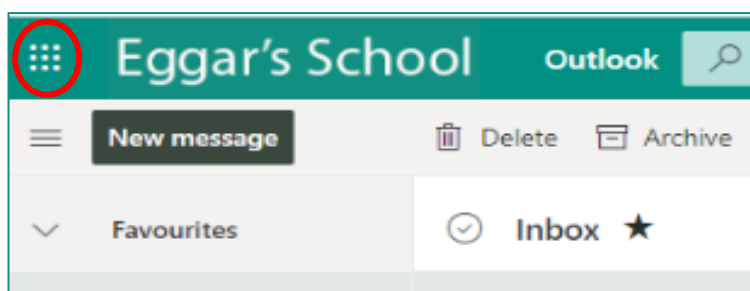 Eggar's School Outlook
New message Delete Archive
Favourites Inbox